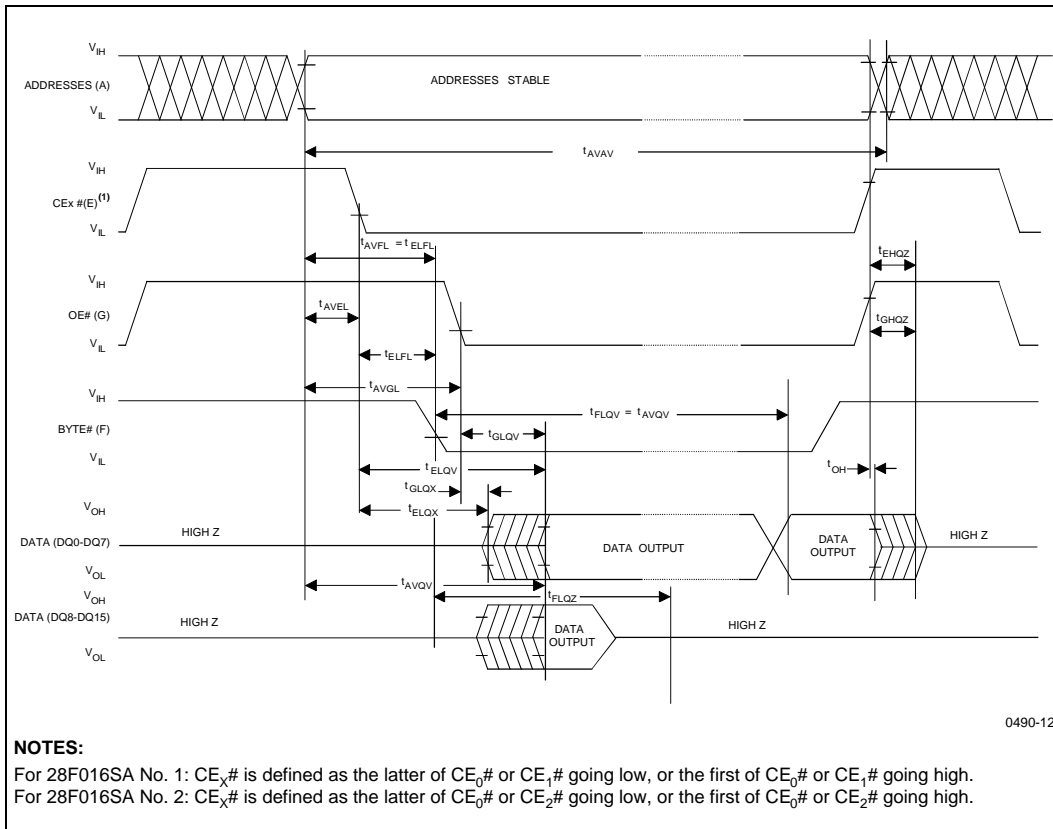 VIH
ADDRESSES (A)
VIL
ADDRESSES STABLE
tAVAV
VIH
CEx #(E)(1)
VIL
tAVFL = tELFL
tEHQZ
VIH
OE# (G)
VIL
tAVEL
tGHQZ
tELFL
tAVGL
VIH
BYTE# (F)
VIL
tFLQV = tAVQV
tGLQV
tOH
tELQV
tGLQX
tELQX
VOH
DATA (DQ0-DQ7)
VOL
HIGH Z
DATA OUTPUT
DATA
OUTPUT
HIGH Z
tAVQV
tFLQZ
VOH
DATA (DQ8-DQ15)
VOL
HIGH Z
DATA
OUTPUT
HIGH Z
0490-12
NOTES:
For 28F016SA No. 1: CEX# is defined as the latter of CE0# or CE1# going low, or the first of CE0# or CE1# going high.
For 28F016SA No. 2: CEX# is defined as the latter of CE0# or CE2# going low, or the first of CE0# or CE2# going high.